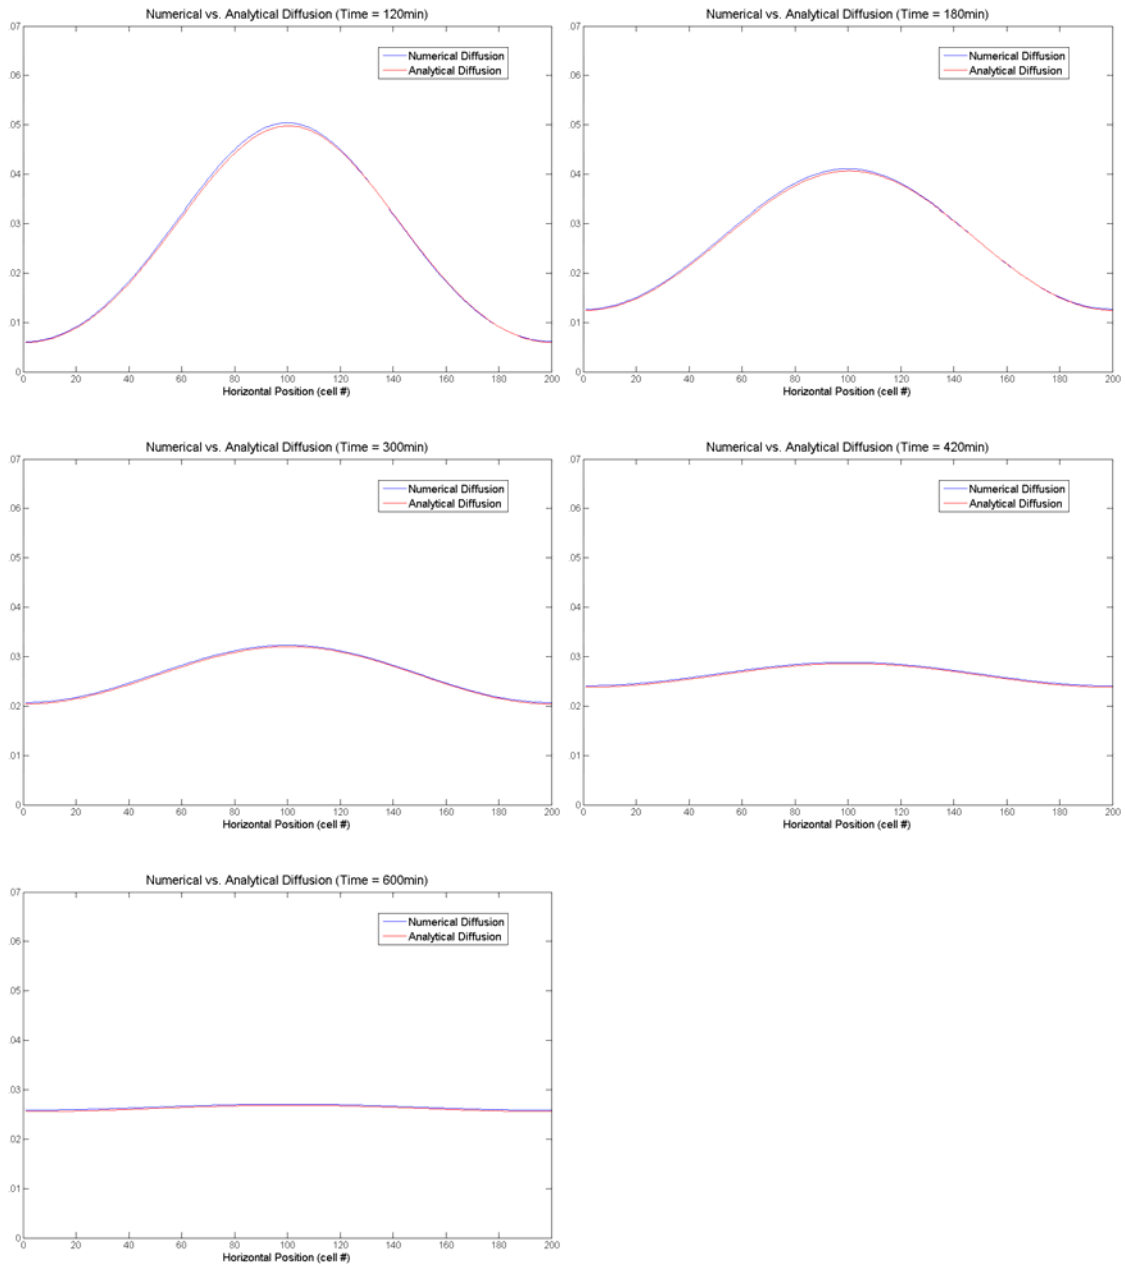 Numerical vs. Analytical Diffusion (Time = 120min)
.07
.06
.05
.04
.03
.02
.01
0
0 20 40 60 80 100 120 140 160 180 200
Horizontal Position (cell #)
Numerical Diffusion
Analytical Diffusion
Numerical vs. Analytical Diffusion (Time = 180min)
.07
.06
.05
.04
.03
.02
.01
0
0 20 40 60 80 100 120 140 160 180 200
Horizontal Position (cell #)
Numerical Diffusion
Analytical Diffusion
Numerical vs. Analytical Diffusion (Time = 300min)
.07
.06
.05
.04
.03
.02
.01
0
0 20 40 60 80 100 120 140 160 180 200
Horizontal Position (cell #)
Numerical Diffusion
Analytical Diffusion
Numerical vs. Analytical Diffusion (Time = 420min)
.07
.06
.05
.04
.03
.02
.01
0
0 20 40 60 80 100 120 140 160 180 200
Horizontal Position (cell #)
Numerical Diffusion
Analytical Diffusion
Numerical vs. Analytical Diffusion (Time = 600min)
.07
.06
.05
.04
.03
.02
.01
0
0 20 40 60 80 100 120 140 160 180 200
Horizontal Position (cell #)
Numerical Diffusion
Analytical Diffusion